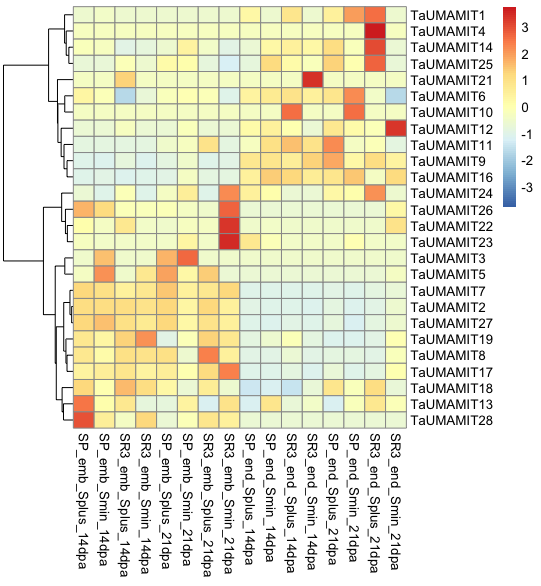 TaUMAMIT1
TaUMAMIT4
TaUMAMIT14
TaUMAMIT25
TaUMAMIT21
TaUMAMIT6
TaUMAMIT10
TaUMAMIT12
TaUMAMIT11
TaUMAMIT9
TaUMAMIT16
TaUMAMIT24
TaUMAMIT26
TaUMAMIT22
TaUMAMIT23
TaUMAMIT3
TaUMAMIT5
TaUMAMIT7
TaUMAMIT2
TaUMAMIT27
TaUMAMIT19
TaUMAMIT8
TaUMAMIT17
TaUMAMIT18
TaUMAMIT13
TaUMAMIT28
3
2
1
0
-1
-2
-3
SP_emb_Splus_14dpa
SP_emb_Smin_14dpa
SR3_emb_Splus_14dpa
SR3_emb_Smin_14dpa
SP_emb_Splus_21dpa
SP_emb_Smin_21dpa
SR3_emb_Splus_21dpa
SR3_emb_Smin_21dpa
SP_end_Splus_14dpa
SP_end_Smin_14dpa
SR3_end_Splus_14dpa
SR3_end_Smin_14dpa
SP_end_Splus_21dpa
SP_end_Smin_21dpa
SR3_end_Splus_21dpa
SR3_end_Smin_21dpa